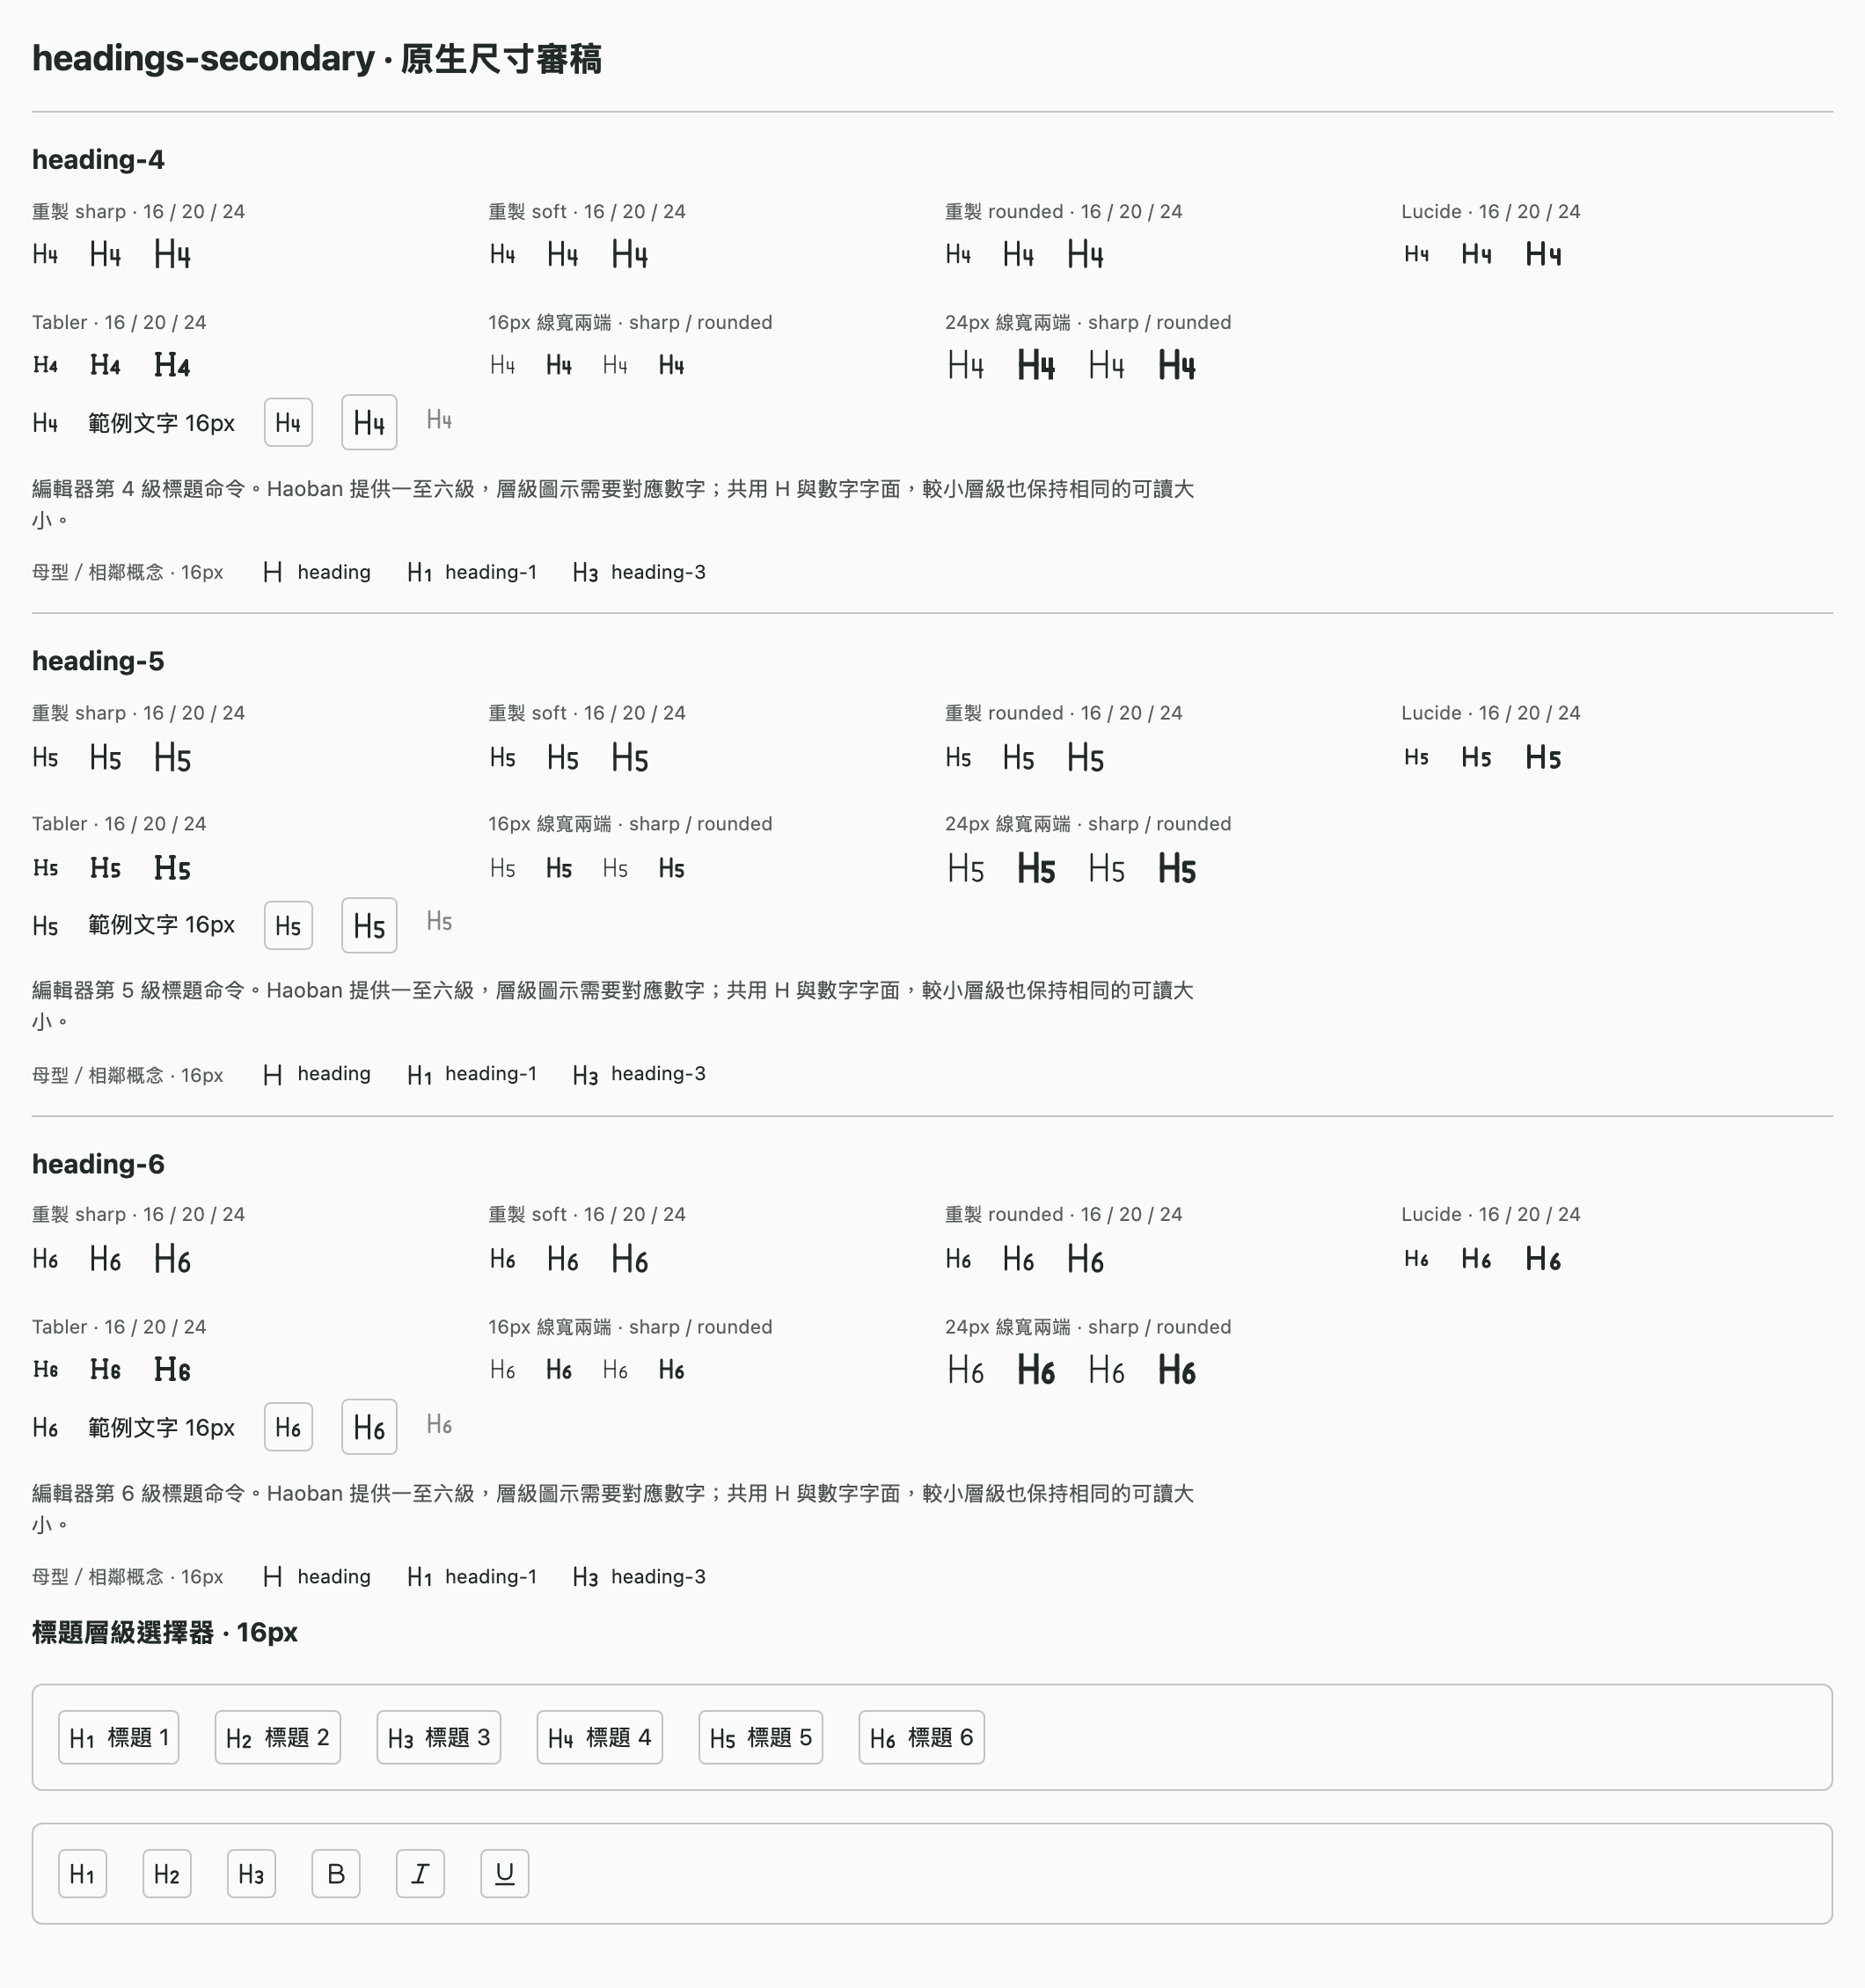 headings-secondary · 原生尺寸審稿
heading-4
重製 sharp · 16 / 20 / 24
重製 soft · 16 / 20 / 24
重製 rounded · 16 / 20 / 24
Lucide · 16 / 20 / 24
H4 H4 H4
H4 H4 H4
H4 H4 H4
H4 H4 H4
Tabler · 16 / 20 / 24
16px 線寬兩端 · sharp / rounded
24px 線寬兩端 · sharp / rounded
H4 H4 H4
H4 H4 H4 H4
H4 H4 H4 H4
H4 範例文字 16px H4 H4 H4
編輯器第 4 級標題命令。Haoban 提供一至六級，層級圖示需要對應數字；共用 H 與數字字面，較小層級也保持相同的可讀大
小。
母型 / 相鄰概念 · 16px H heading H1 heading-1 H3 heading-3
heading-5
重製 sharp · 16 / 20 / 24
重製 soft · 16 / 20 / 24
重製 rounded · 16 / 20 / 24
Lucide · 16 / 20 / 24
H5 H5 H5
H5 H5 H5
H5 H5 H5
H5 H5 H5
Tabler · 16 / 20 / 24
16px 線寬兩端 · sharp / rounded
24px 線寬兩端 · sharp / rounded
H5 H5 H5
H5 H5 H5 H5
H5 H5 H5 H5
H5 範例文字 16px H5 H5 H5
編輯器第 5 級標題命令。Haoban 提供一至六級，層級圖示需要對應數字；共用 H 與數字字面，較小層級也保持相同的可讀大
小。
母型 / 相鄰概念 · 16px H heading H1 heading-1 H3 heading-3
heading-6
重製 sharp · 16 / 20 / 24
重製 soft · 16 / 20 / 24
重製 rounded · 16 / 20 / 24
Lucide · 16 / 20 / 24
H6 H6 H6
H6 H6 H6
H6 H6 H6
H6 H6 H6
Tabler · 16 / 20 / 24
16px 線寬兩端 · sharp / rounded
24px 線寬兩端 · sharp / rounded
H6 H6 H6
H6 H6 H6 H6
H6 H6 H6 H6
H6 範例文字 16px H6 H6 H6
編輯器第 6 級標題命令。Haoban 提供一至六級，層級圖示需要對應數字；共用 H 與數字字面，較小層級也保持相同的可讀大
小。
母型 / 相鄰概念 · 16px H heading H1 heading-1 H3 heading-3
標題層級選擇器 · 16px
H1 標題 1 H2 標題 2 H3 標題 3 H4 標題 4 H5 標題 5 H6 標題 6
H1 H2 H3 B I U